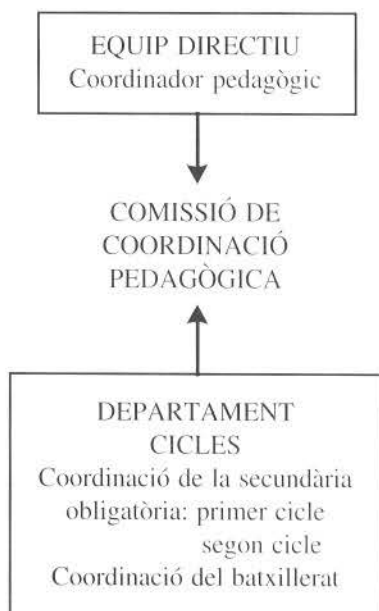 EQUIP DIRECTIU
Coordinador pedagògic
COMISSIÓ DE
COORDINACIÓ
PEDAGÒGICA
DEPARTAMENT
CICLES
Coordinació de la secundària
obligatòria: primer cicle
segon cicle
Coordinació del batxillerat